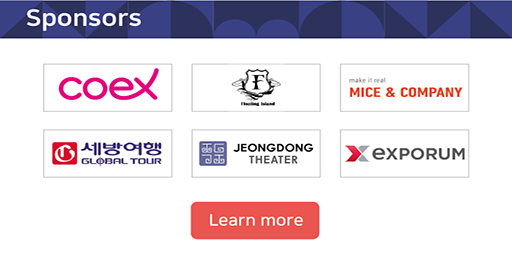 Sponsors
coex
F
Floating Island
make it real
MICE & COMPANY
세방여행
GLOBAL TOUR
JEONGDONG
THEATER
EXPORUM
Learn more